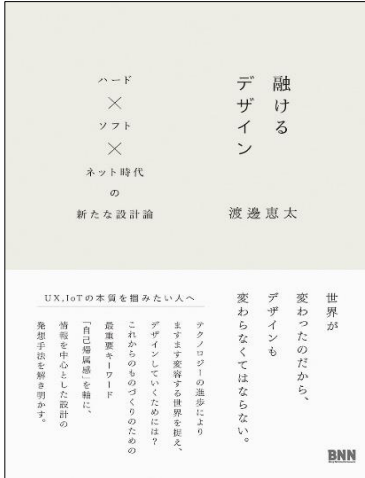 融ける
デザイン
ハード
×
ソフト
×
ネット時代
の
新たな設計論
渡邊恵太
世界が
変わったのだから、
デザインも
変わらなくてはならない。
UX,IoTの本質を掴みたい人へ
テクノロジーの進歩により
ますます変容する世界を捉え、
デザインしていくためには?
これからのものづくりのための
最重要キーワード
「自己帰属感」を軸に、
情報を中心とした設計の
発想手法を解き明かす。
BNN